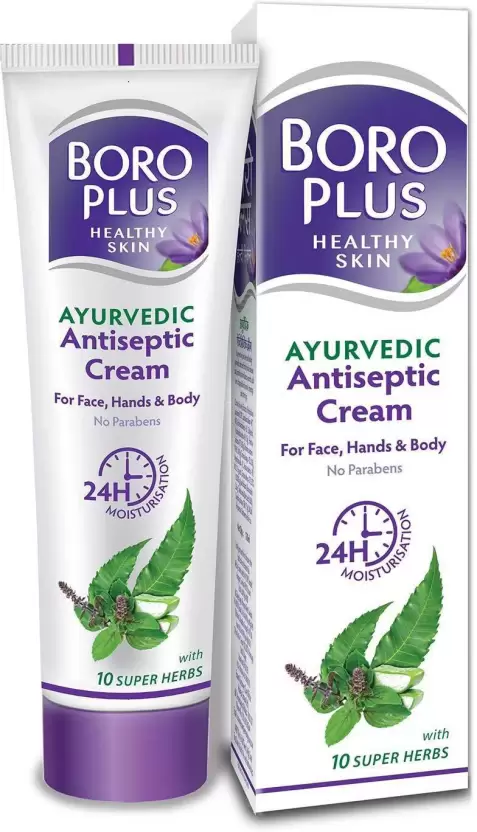 BORO
PLUS
HEALTHY
SKIN
AYURVEDIC
Antiseptic
Cream
For Face, Hands & Body
No Parabens
24H
MOISTURISATION
with
10 SUPER HERBS
BORO
PLUS
HEALTHY
SKIN
AYURVEDIC
Antiseptic
Cream
For Face, Hands & Body
No Parabens
24H
MOISTURISATION
with
10 SUPER HERBS